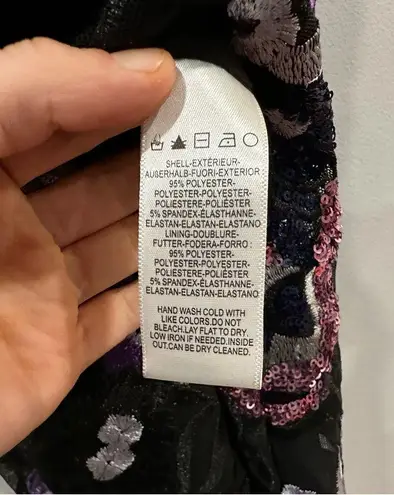 SHELL-EXTÉRIEUR-
AUßERHALB-FUORI-EXTERIOR
95% POLYESTER-
POLYESTER-POLYESTER-
POLIESTERE-POLIÉSTER
5% SPANDEX-ÉLASTHANNE-
ELASTAN-ELASTAN-ELASTANO
LINING-DOUBLURE-
FUTTER-FODERA-FORRO :
95% POLYESTER-
POLYESTER-POLYESTER-
POLIESTERE-POLIÉSTER
5% SPANDEX-ÉLASTHANNE-
ELASTAN-ELASTAN-ELASTANO
HAND WASH COLD WITH
LIKE COLORS.DO NOT
BLEACH.LAY FLAT TO DRY.
LOW IRON IF NEEDED.INSIDE
OUT.CAN BE DRY CLEANED.